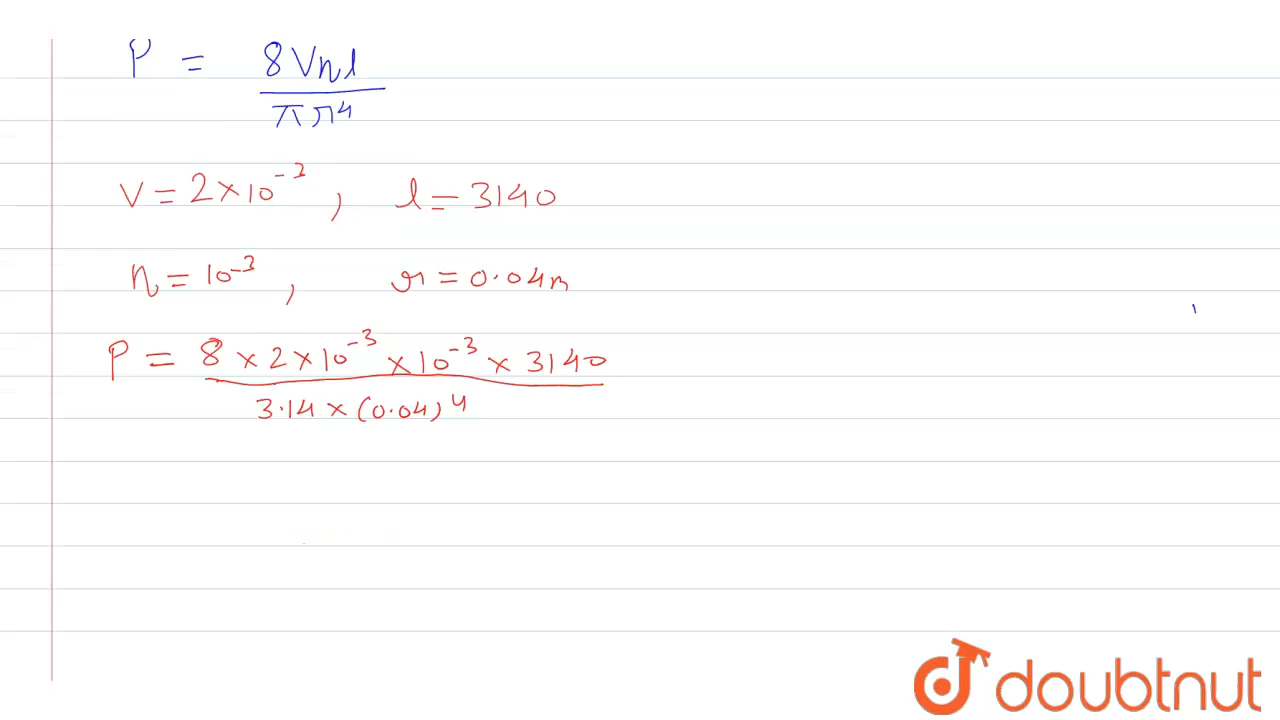 P = 8Vηl
πr⁴
V = 2×10⁻³, l = 3140
η = 10⁻³, r = 0.04m
P = 8×2×10⁻³×10⁻³×3140
3.14×(0.04)⁴
doubtnut